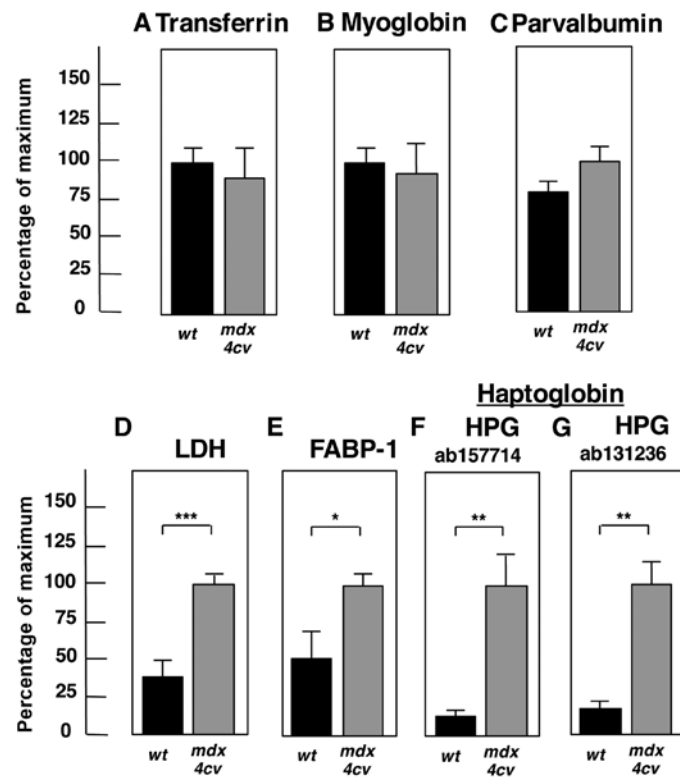 A Transferrin B Myoglobin C Parvalbumin
Percentage of maximum
150
125
100
75
50
25
0
wt mdx 4cv
wt mdx 4cv
wt mdx 4cv
Haptoglobin
D LDH
E FABP-1
F HPG
ab157714
G HPG
ab131236
Percentage of maximum
150
125
100
75
50
25
0
***
*
**
**
wt mdx 4cv
wt mdx 4cv
wt mdx 4cv
wt mdx 4cv